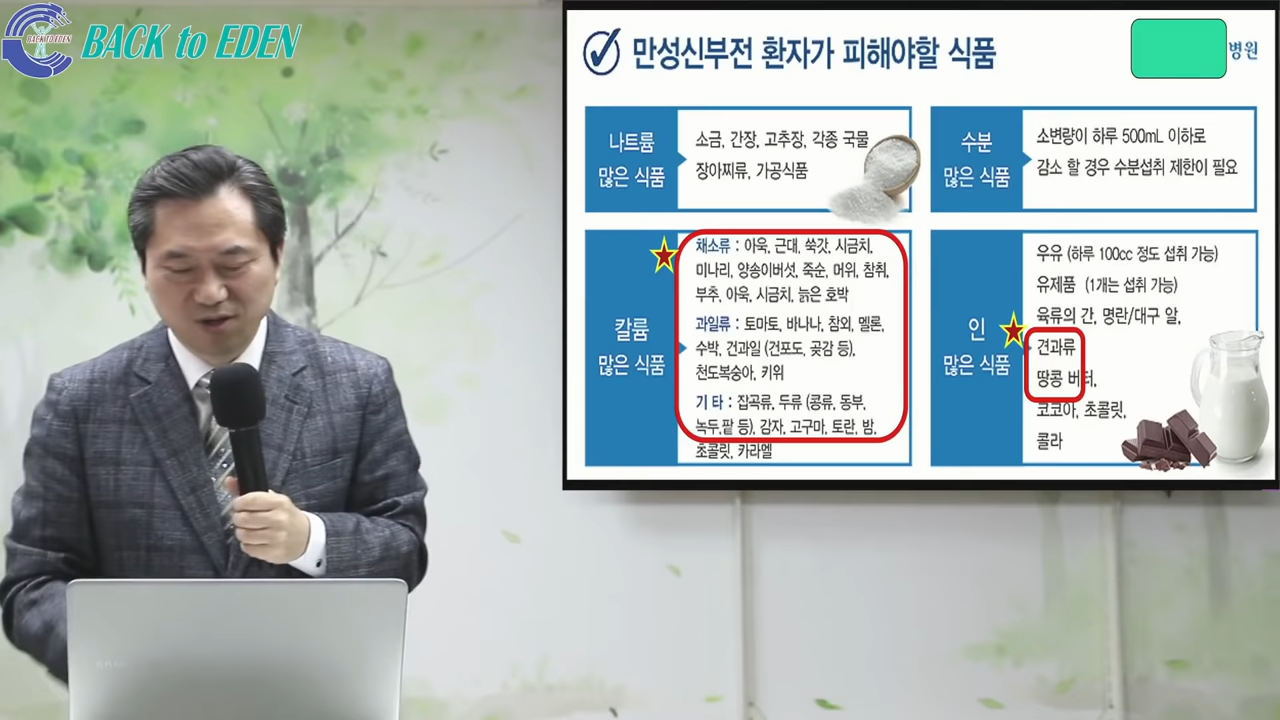 BACK TO EDEN
BACK to EDEN
만성신부전 환자가 피해야할 식품
병원
나트륨
많은 식품
소금, 간장, 고추장, 각종 국물
장아찌류, 가공식품
수분
많은 식품
소변량이 하루 500mL 이하로
감소 할 경우 수분섭취 제한이 필요
칼륨
많은 식품
채소류 : 아욱, 근대, 쑥갓, 시금치,
미나리, 양송이버섯, 죽순, 머위, 참취,
부추, 아욱, 시금치, 늙은 호박
과일류 : 토마토, 바나나, 참외, 멜론,
수박, 건과일 (건포도, 곶감 등),
천도복숭아, 키위
기 타 : 잡곡류, 두류 (콩류, 동부,
녹두,팥 등), 감자, 고구마, 토란, 밤,
초콜릿, 카라멜
인
많은 식품
우유 (하루 100cc 정도 섭취 가능)
유제품 (1개는 섭취 가능)
육류의 간, 명란/대구 알,
견과류
땅콩 버터,
코코아, 초콜릿,
콜라